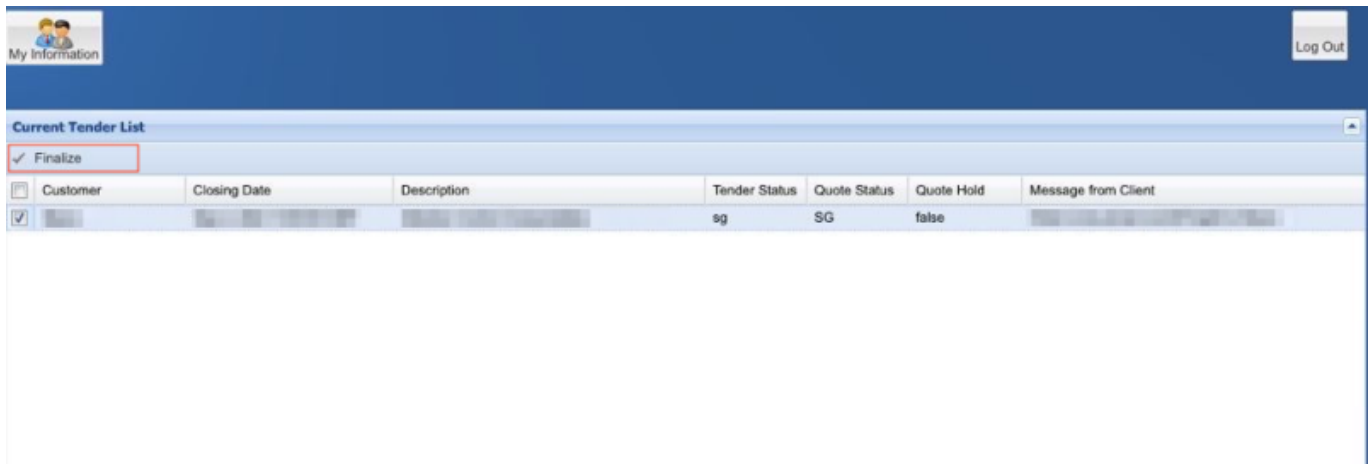 My Information
Log Out
Current Tender List
Finalize
Customer Closing Date Description Tender Status Quote Status Quote Hold Message from Client
sg SG false